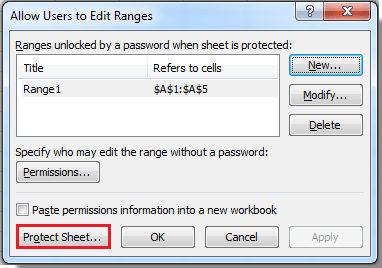 Allow Users to Edit Ranges
Ranges unlocked by a password when sheet is protected:
Title Refers to cells
Range1 $A$1:$A$5
New...
Modify...
Delete
Specify who may edit the range without a password:
Permissions...
Paste permissions information into a new workbook
Protect Sheet... OK Cancel Apply